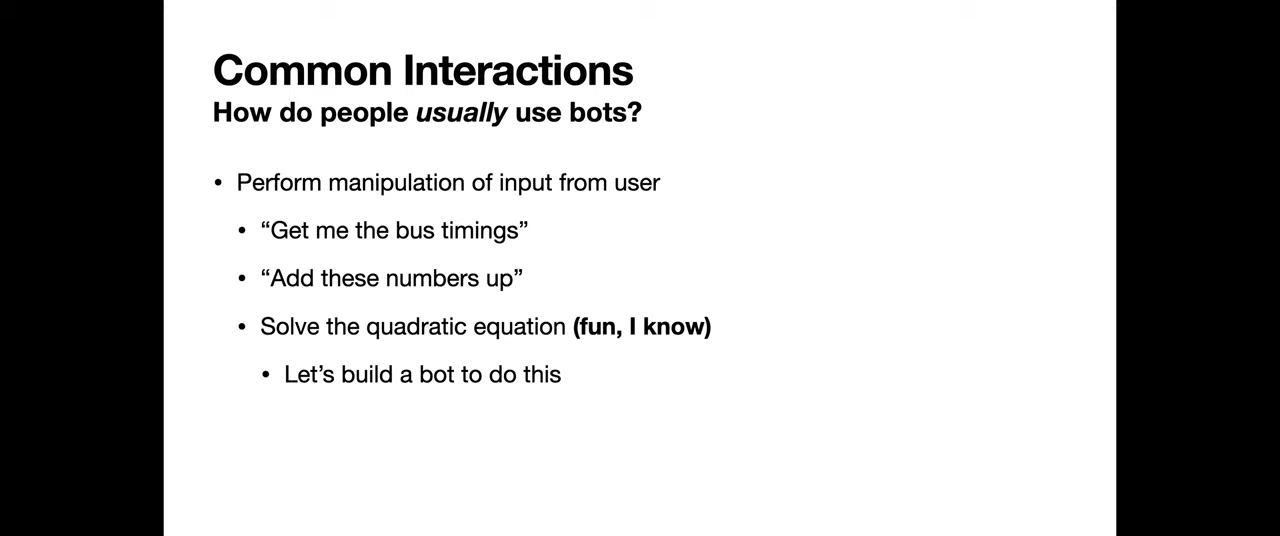 Common Interactions
How do people usually use bots?
• Perform manipulation of input from user
• “Get me the bus timings”
• “Add these numbers up”
• Solve the quadratic equation (fun, I know)
• Let’s build a bot to do this